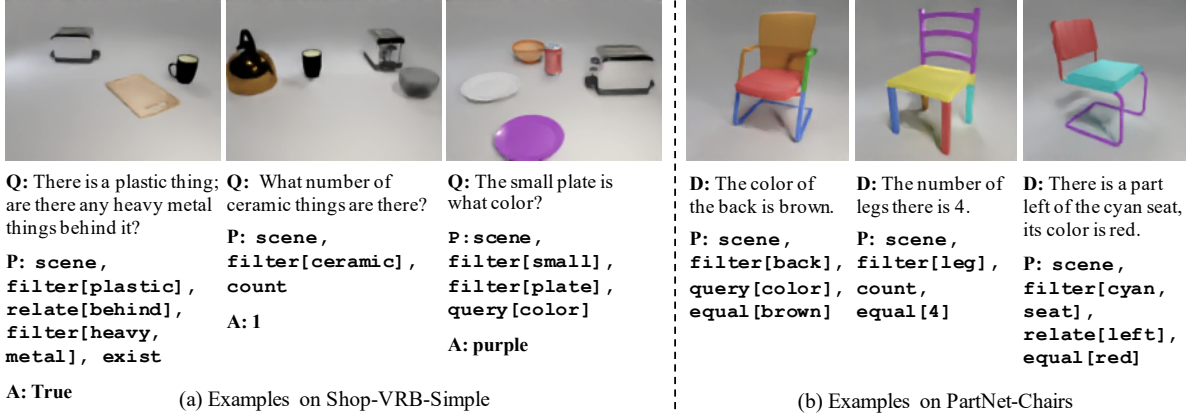 Q: There is a plastic thing;
are there any heavy metal
things behind it?
P: scene,
filter[plastic],
relate[behind],
filter[heavy,
metal], exist
A: True
Q: What number of
ceramic things are there?
P: scene,
filter[ceramic],
count
A: 1
Q: The small plate is
what color?
P:scene,
filter[small],
filter[plate],
query[color]
A: purple
(a) Examples on Shop-VRB-Simple
D: The color of
the back is brown.
P: scene,
filter[back],
query[color],
equal[brown]
D: The number of
legs there is 4.
P: scene,
filter[leg],
count,
equal[4]
D: There is a part
left of the cyan seat,
its color is red.
P: scene,
filter[cyan,
seat],
relate[left],
equal[red]
(b) Examples on PartNet-Chairs